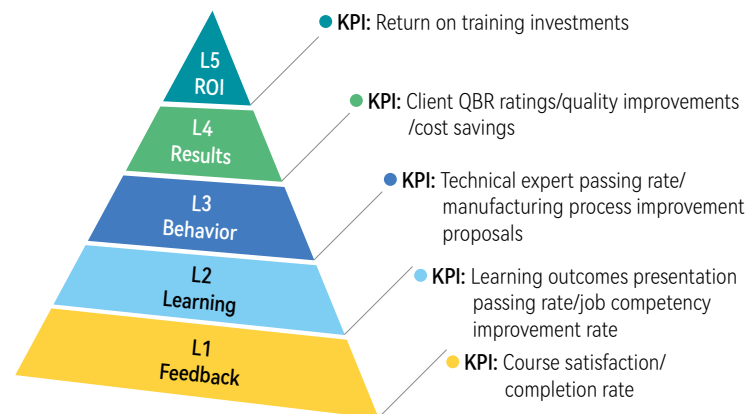 L5
ROI
KPI: Return on training investments
L4
Results
KPI: Client QBR ratings/quality improvements
/cost savings
L3
Behavior
KPI: Technical expert passing rate/
manufacturing process improvement
proposals
L2
Learning
KPI: Learning outcomes presentation
passing rate/job competency
improvement rate
L1
Feedback
KPI: Course satisfaction/
completion rate